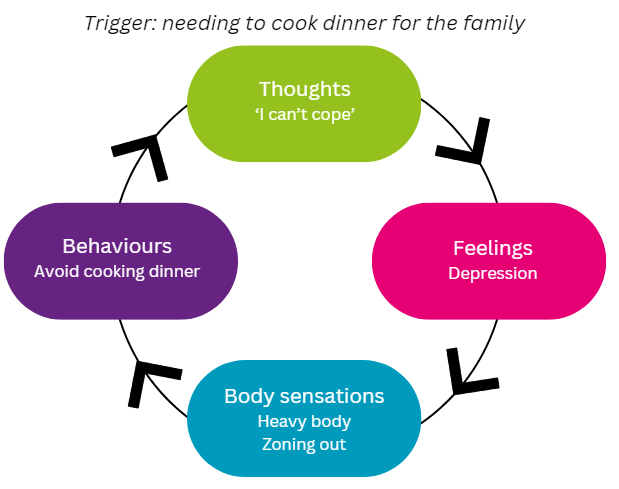 Trigger: needing to cook dinner for the family
Thoughts
‘I can’t cope’
Feelings
Depression
Body sensations
Heavy body
Zoning out
Behaviours
Avoid cooking dinner